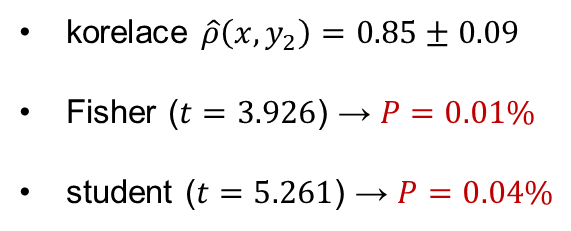 • korelace ρ̂(x, y₂) = 0.85 ± 0.09
• Fisher (t = 3.926) → P = 0.01%
• student (t = 5.261) → P = 0.04%